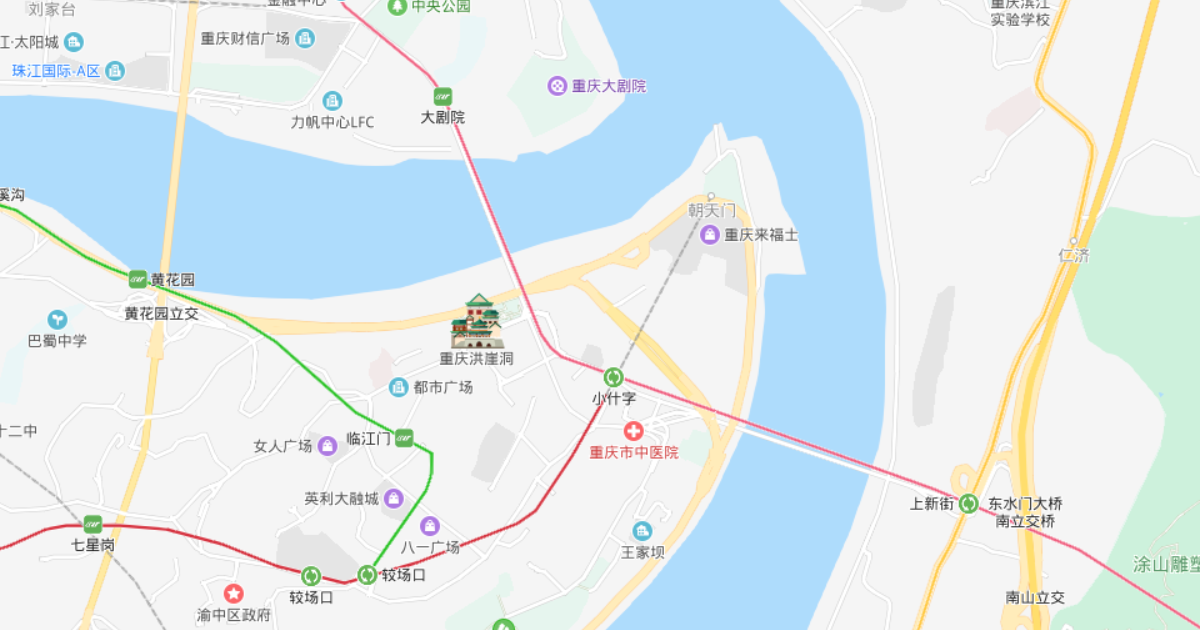 刘家台
金融中心
中央公园
重庆滨江
实验学校
江·太阳城
重庆财信广场
珠江国际-A区
重庆大剧院
力帆中心LFC
大剧院
溪沟
朝天门
重庆来福士
仁济
黄花园
黄花园立交
巴蜀中学
重庆洪崖洞
都市广场
小什字
十二中
女人广场
临江门
重庆市中医院
英利大融城
上新街
东水门大桥
南立交桥
八一广场
王家坝
七星岗
较场口
较场口
涂山雕塑
渝中区政府
南山立交